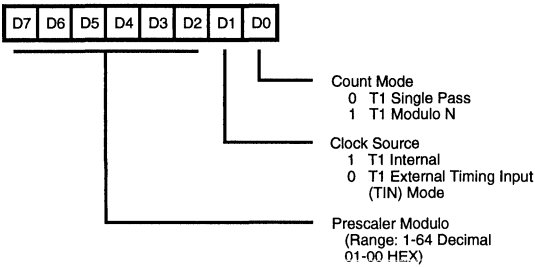 D7 D6 D5 D4 D3 D2 D1 D0
Count Mode
0 T1 Single Pass
1 T1 Modulo N
Clock Source
1 T1 Internal
0 T1 External Timing Input
(TIN) Mode
Prescaler Modulo
(Range: 1-64 Decimal
01-00 HEX)